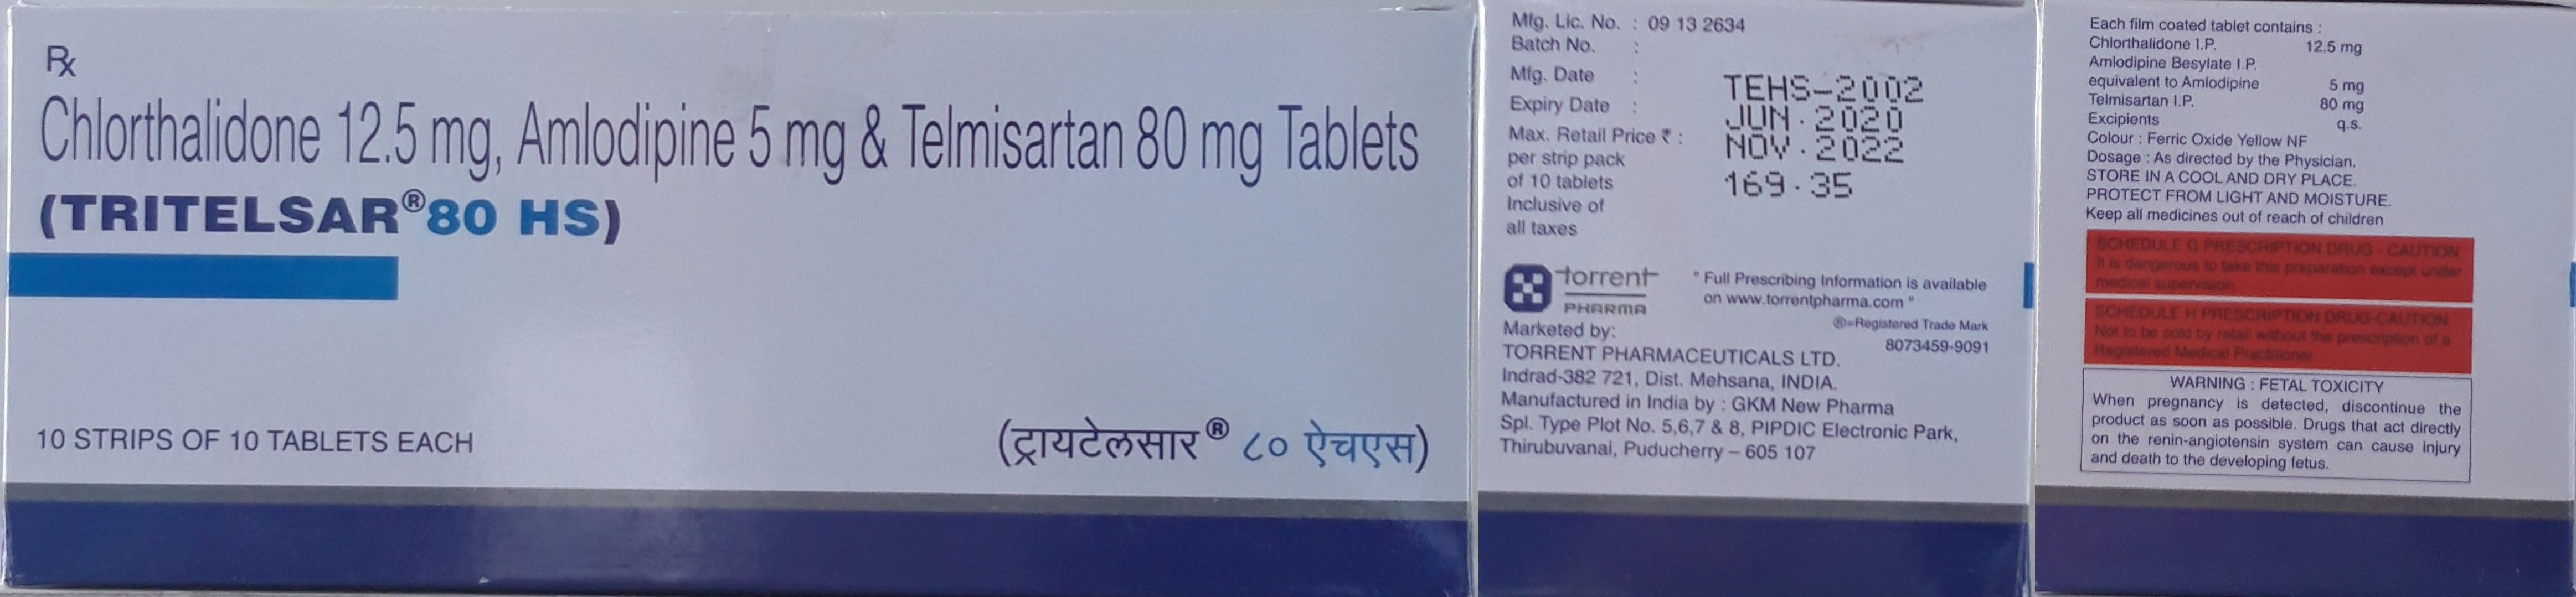 Rx
Chlorthalidone 12.5 mg, Amlodipine 5 mg & Telmisartan 80 mg Tablets
(TRITELSAR®80 HS)
10 STRIPS OF 10 TABLETS EACH
(ट्रायटेलसार® ८० ऐचएस)
Mfg. Lic. No. : 09 13 2634
Batch No. :
Mfg. Date : TEHS-2002
Expiry Date : JUN.2020
Max. Retail Price ₹ : NOV.2022
per strip pack
of 10 tablets 169.35
Inclusive of
all taxes
torrent
PHARMA
" Full Prescribing Information is available
on www.torrentpharma.com "
®=Registered Trade Mark
8073459-9091
Marketed by:
TORRENT PHARMACEUTICALS LTD.
Indrad-382 721, Dist. Mehsana, INDIA.
Manufactured in India by : GKM New Pharma
Spl. Type Plot No. 5,6,7 & 8, PIPDIC Electronic Park,
Thirubuvanai, Puducherry – 605 107
Each film coated tablet contains :
Chlorthalidone I.P. 12.5 mg
Amlodipine Besylate I.P.
equivalent to Amlodipine 5 mg
Telmisartan I.P. 80 mg
Excipients q.s.
Colour : Ferric Oxide Yellow NF
Dosage : As directed by the Physician.
STORE IN A COOL AND DRY PLACE.
PROTECT FROM LIGHT AND MOISTURE.
Keep all medicines out of reach of children
SCHEDULE G PRESCRIPTION DRUG - CAUTION
It is dangerous to take this preparation except under
medical supervision.
SCHEDULE H PRESCRIPTION DRUG-CAUTION
Not to be sold by retail without the prescription of a
Registered Medical Practitioner.
WARNING : FETAL TOXICITY
When pregnancy is detected, discontinue the
product as soon as possible. Drugs that act directly
on the renin-angiotensin system can cause injury
and death to the developing fetus.